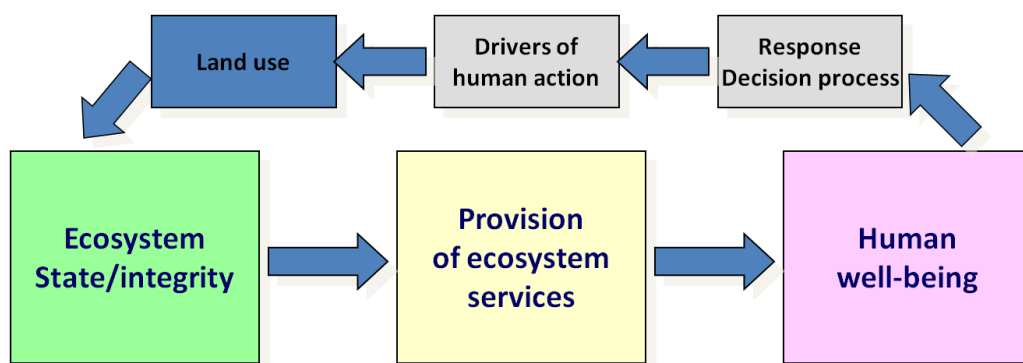 Land use
Drivers of
human action
Response
Decision process
Ecosystem
State/integrity
Provision
of ecosystem
services
Human
well-being